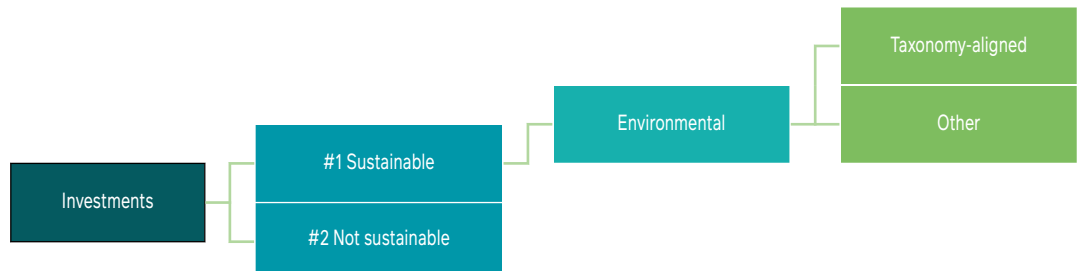 Investments
#1 Sustainable
#2 Not sustainable
Environmental
Taxonomy-aligned
Other